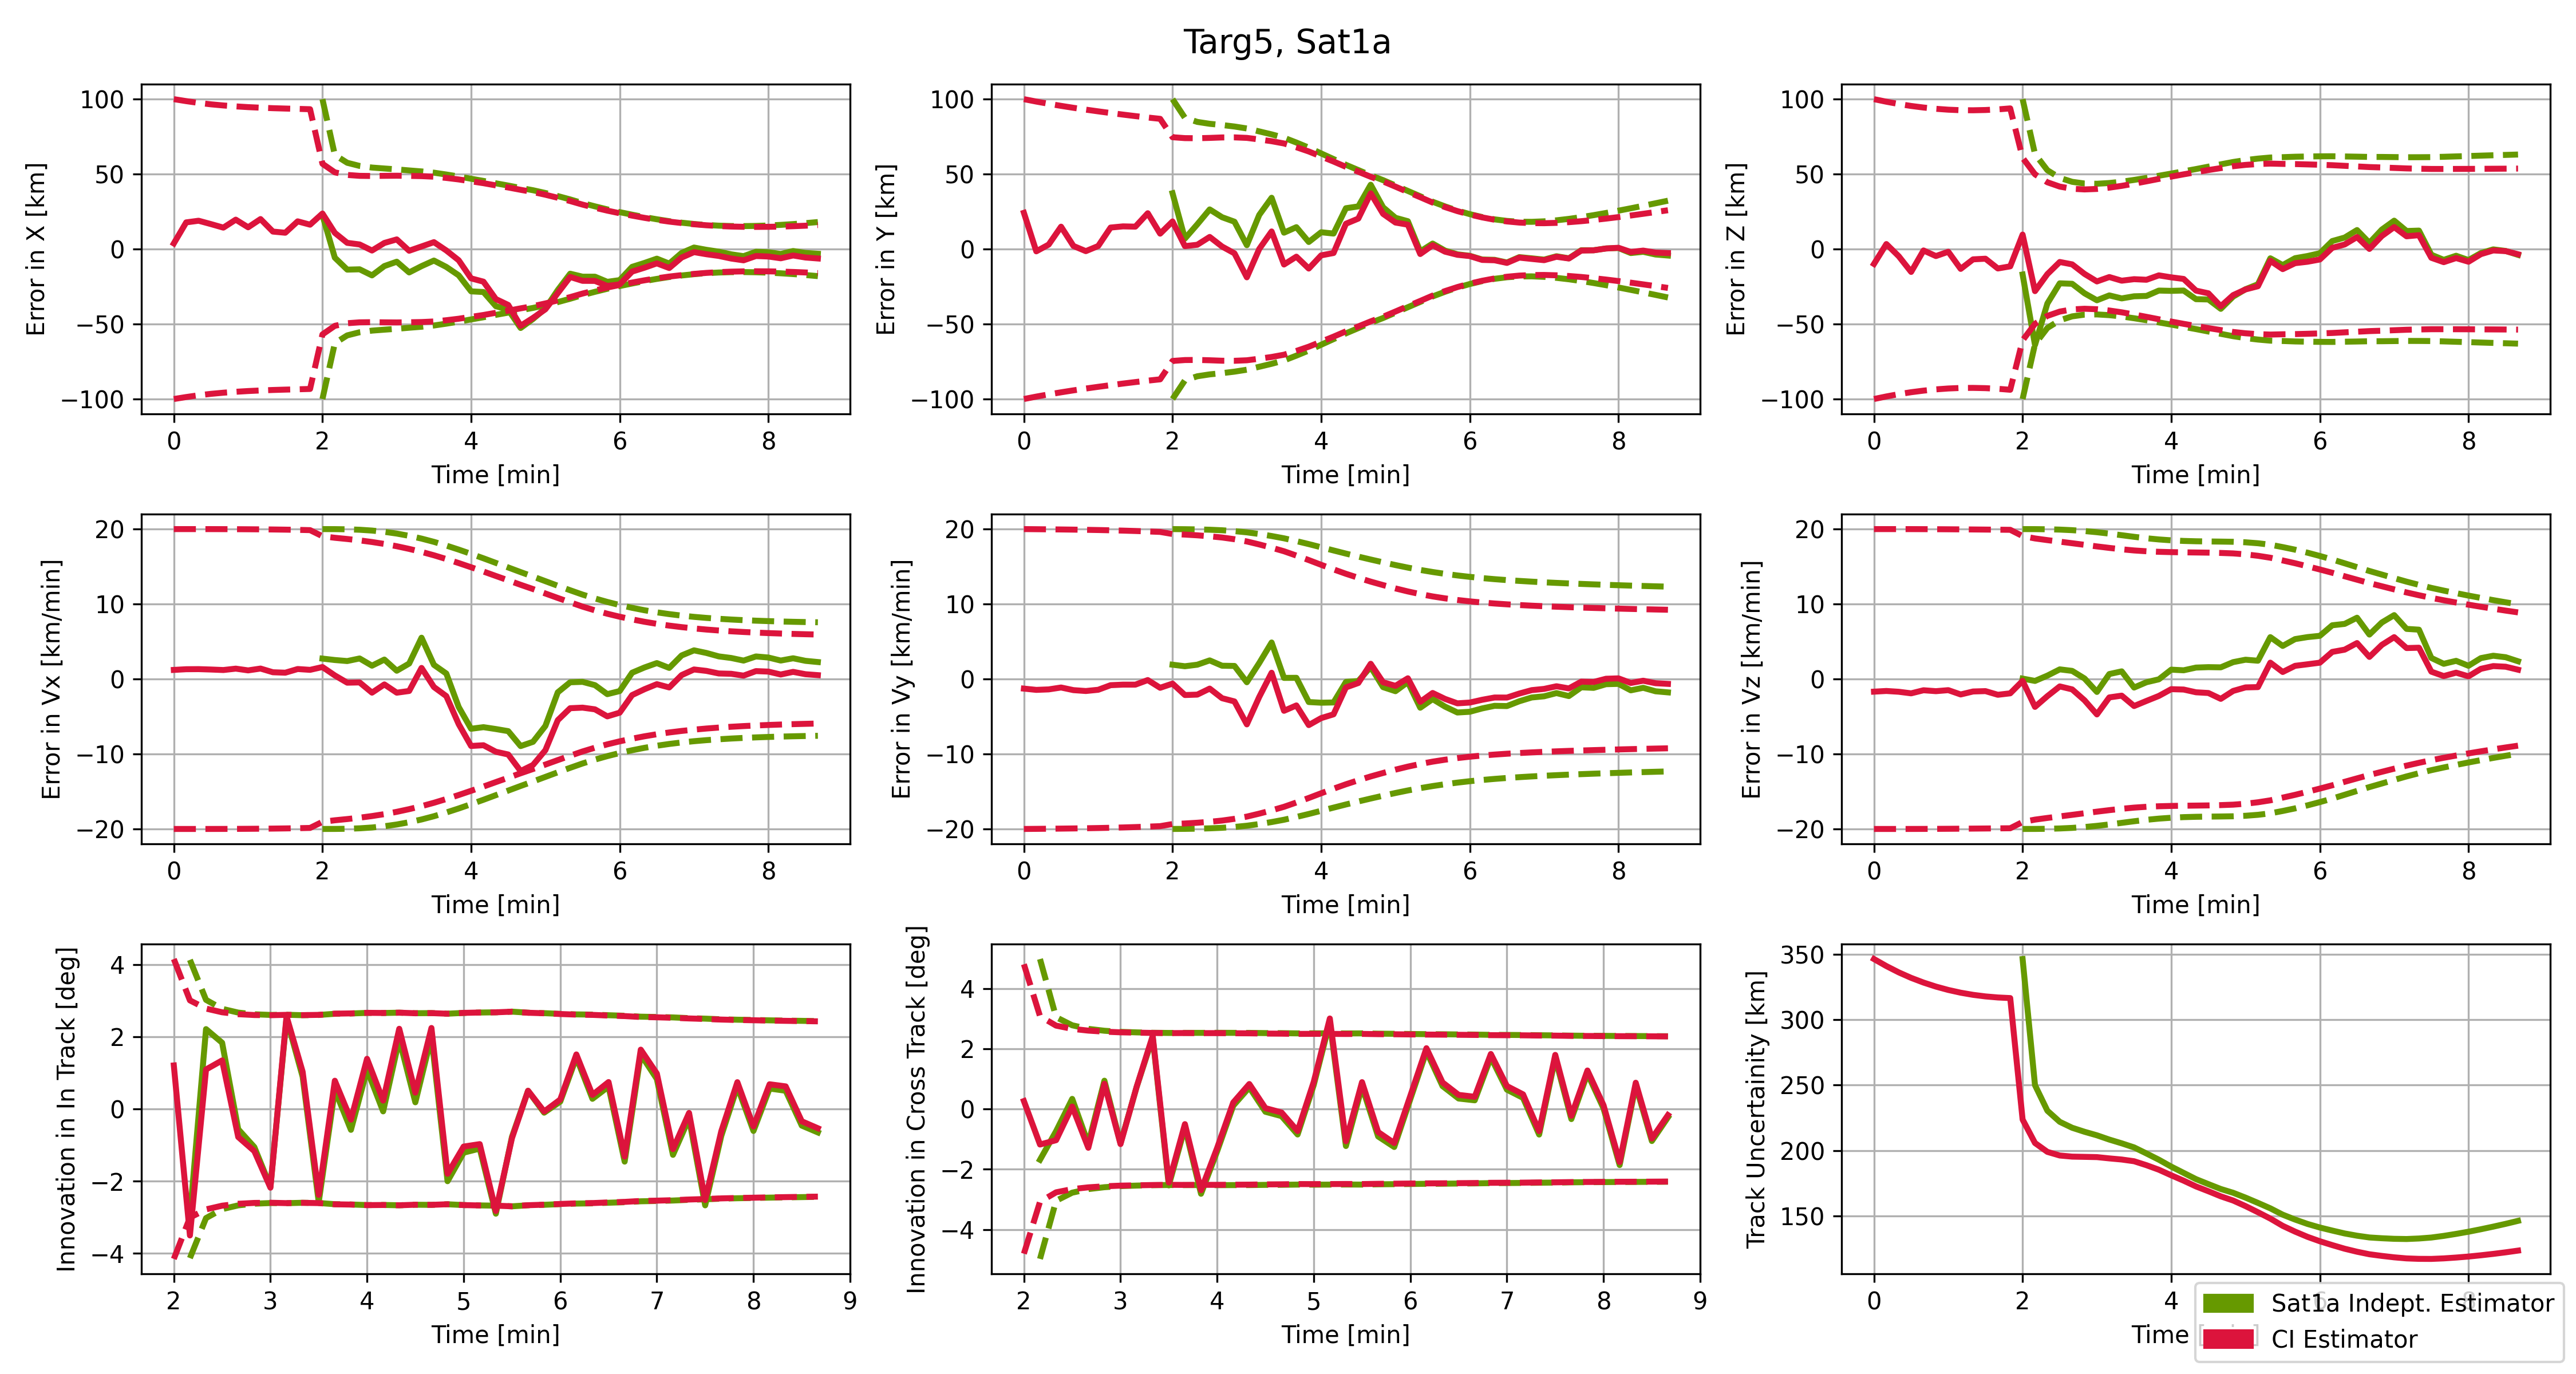 Targ5, Sat1a
Error in X [km]
100
50
0
−50
−100
0 2 4 6 8
Time [min]
Error in Y [km]
100
50
0
−50
−100
0 2 4 6 8
Time [min]
Error in Z [km]
100
50
0
−50
−100
0 2 4 6 8
Time [min]
Error in Vx [km/min]
20
10
0
−10
−20
0 2 4 6 8
Time [min]
Error in Vy [km/min]
20
10
0
−10
−20
0 2 4 6 8
Time [min]
Error in Vz [km/min]
20
10
0
−10
−20
0 2 4 6 8
Time [min]
Innovation in In Track [deg]
4
2
0
−2
−4
2 3 4 5 6 7 8 9
Time [min]
Innovation in Cross Track [deg]
4
2
0
−2
−4
2 3 4 5 6 7 8 9
Time [min]
Track Uncertainity [km]
350
300
250
200
150
0 2 4
Time
Sat1a Indept. Estimator
CI Estimator